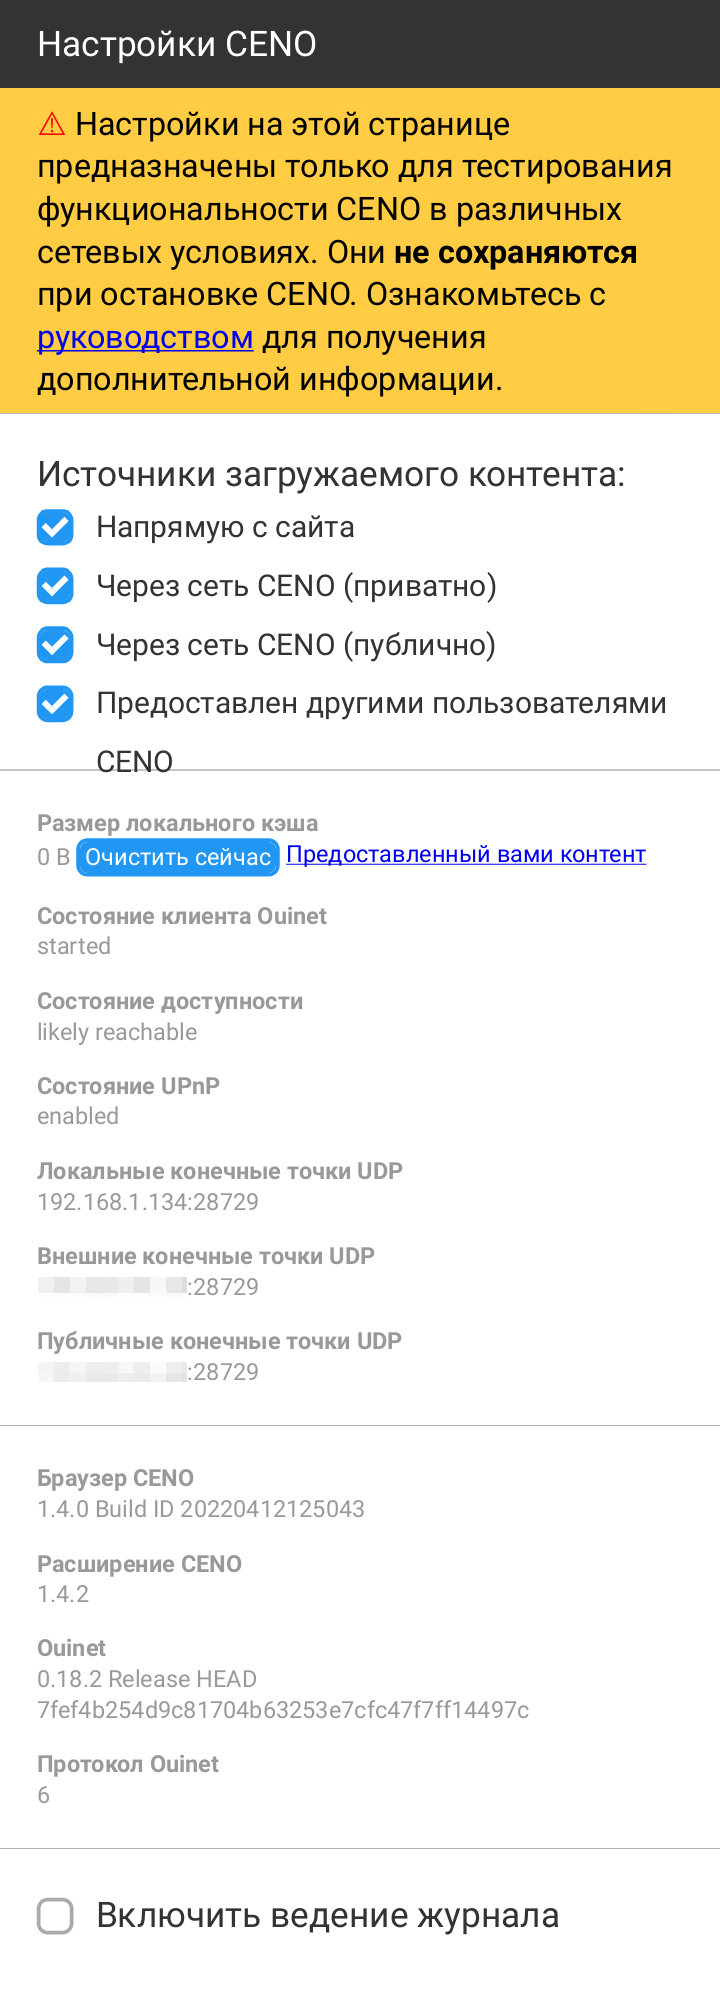 Настройки CENO
⚠ Настройки на этой странице
предназначены только для тестирования
функциональности CENO в различных
сетевых условиях. Они не сохраняются
при остановке CENO. Ознакомьтесь с
руководством для получения
дополнительной информации.
Источники загружаемого контента:
Напрямую с сайта
Через сеть CENO (приватно)
Через сеть CENO (публично)
Предоставлен другими пользователями
CENO
Размер локального кэша
0 B Очистить сейчас Предоставленный вами контент
Состояние клиента Ouinet
started
Состояние доступности
likely reachable
Состояние UPnP
enabled
Локальные конечные точки UDP
192.168.1.134:28729
Внешние конечные точки UDP
:28729
Публичные конечные точки UDP
:28729
Браузер CENO
1.4.0 Build ID 20220412125043
Расширение CENO
1.4.2
Ouinet
0.18.2 Release HEAD
7fef4b254d9c81704b63253e7cfc47f7ff14497c
Протокол Ouinet
6
Включить ведение журнала